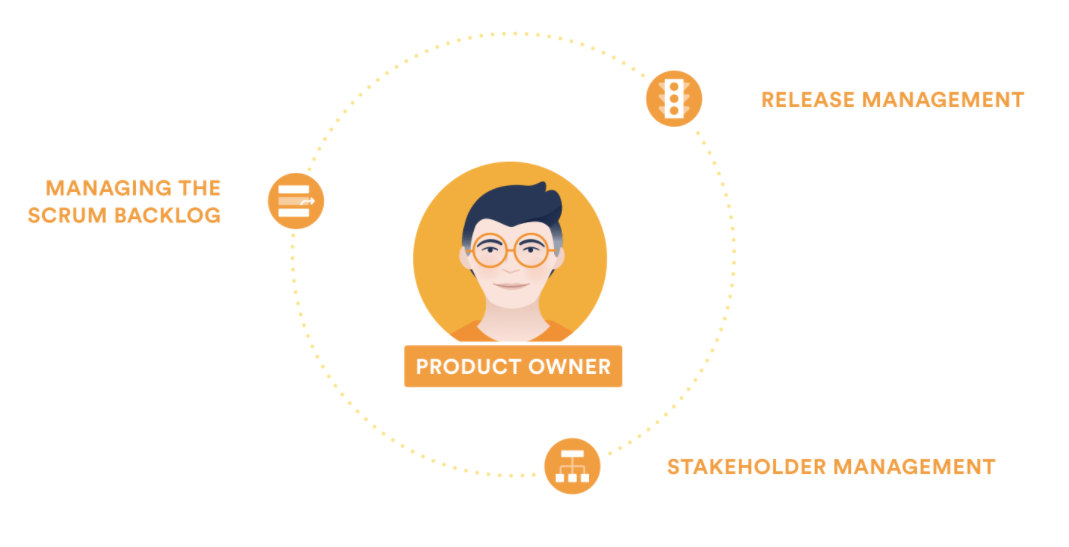 RELEASE MANAGEMENT
MANAGING THE
SCRUM BACKLOG
PRODUCT OWNER
STAKEHOLDER MANAGEMENT